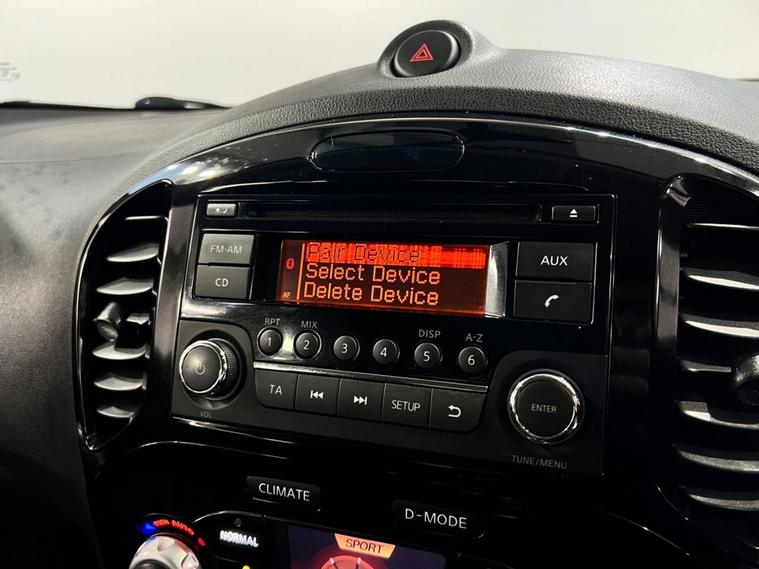 FM·AM
CD
Pair Device
Select Device
Delete Device
AF
AUX
RPT
MIX
DISP
A-Z
1
2
3
4
5
6
TA
SETUP
VOL
ENTER
TUNE/MENU
CLIMATE
D-MODE
NORMAL
SPORT